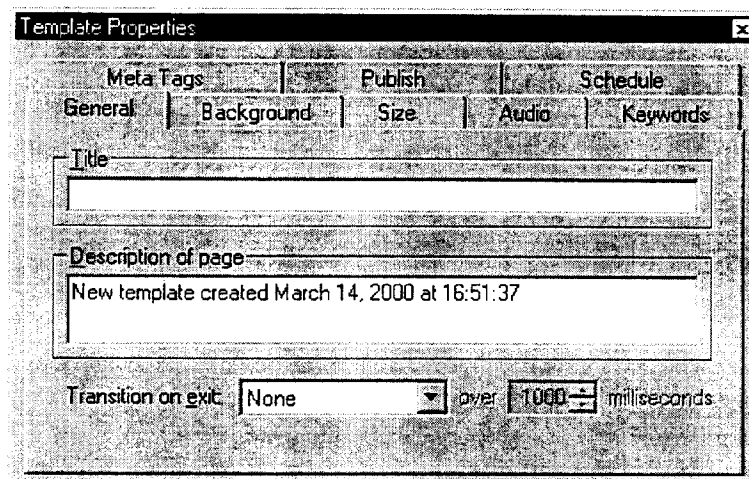 Template Properties
Meta Tags Publish Schedule
General Background Size Audio Keywords
Title
Description of page
New template created March 14, 2000 at 16:51:37
Transition on exit: None over 1000 milliseconds